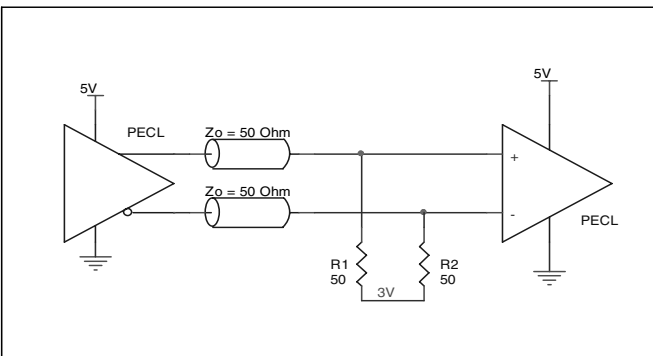 5V
PECL
Zo = 50 Ohm
Zo = 50 Ohm
5V
+
-
PECL
R1
50
R2
50
3V